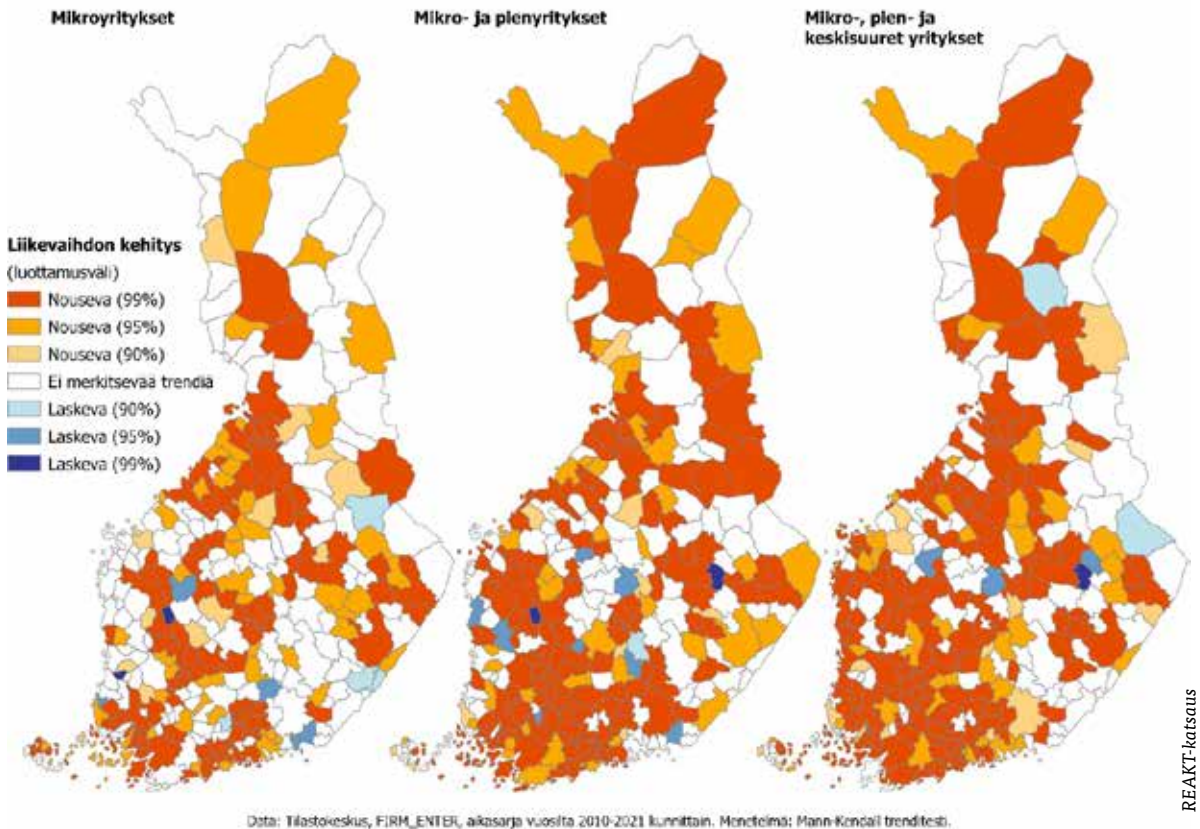 Mikroyritykset
Mikro- ja pienyritykset
Mikro-, pien- ja
keskisuuret yritykset
Liikevaihdon kehitys
(luottamusväli)
Nouseva (99%)
Nouseva (95%)
Nouseva (90%)
Ei merkitsevää trendiä
Laskeva (90%)
Laskeva (95%)
Laskeva (99%)
Data: Tilastokeskus, FIRM_ENTER, aikasarja vuosilta 2010-2021 kunnittain. Menetelmä: Mann-Kendall trenditesti.
REAKT-katsaus